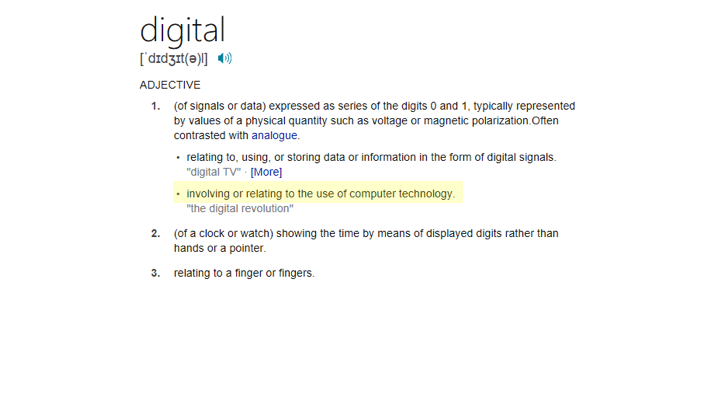 digital
[ˈdɪdʒɪt(ə)l]
ADJECTIVE
1. (of signals or data) expressed as series of the digits 0 and 1, typically represented
by values of a physical quantity such as voltage or magnetic polarization.Often
contrasted with analogue.
• relating to, using, or storing data or information in the form of digital signals.
"digital TV" · [More]
• involving or relating to the use of computer technology.
"the digital revolution"
2. (of a clock or watch) showing the time by means of displayed digits rather than
hands or a pointer.
3. relating to a finger or fingers.